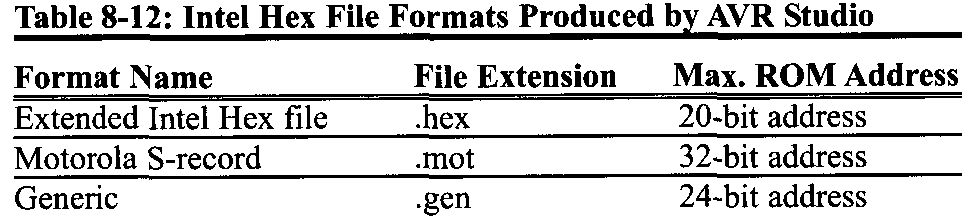 Table 8-12: Intel Hex File Formats Produced by AVR Studio
Format Name File Extension Max. ROM Address
Extended Intel Hex file .hex 20-bit address
Motorola S-record .mot 32-bit address
Generic .gen 24-bit address